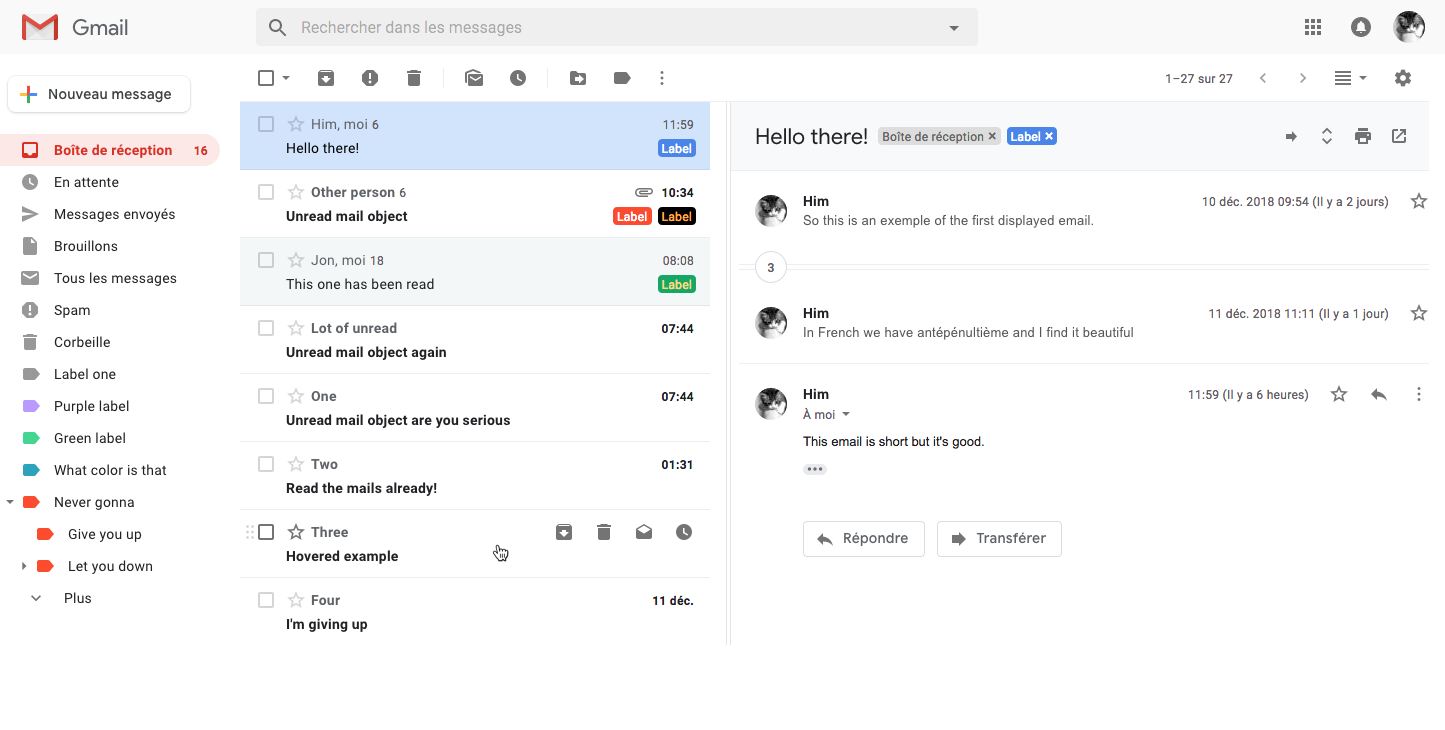 Gmail
Rechercher dans les messages
Nouveau message
1–27 sur 27
Boîte de réception 16
En attente
Messages envoyés
Brouillons
Tous les messages
Spam
Corbeille
Label one
Purple label
Green label
What color is that
Never gonna
Give you up
Let you down
Plus
Him, moi 6 11:59
Hello there! Label
Other person 6 10:34
Unread mail object Label Label
Jon, moi 18 08:08
This one has been read Label
Lot of unread 07:44
Unread mail object again
One 07:44
Unread mail object are you serious
Two 01:31
Read the mails already!
Three
Hovered example
Four 11 déc.
I'm giving up
Hello there! Boîte de réception × Label ×
Him 10 déc. 2018 09:54 (Il y a 2 jours)
So this is an exemple of the first displayed email.
3
Him 11 déc. 2018 11:11 (Il y a 1 jour)
In French we have antépénultième and I find it beautiful
Him 11:59 (Il y a 6 heures)
À moi
This email is short but it's good.
Répondre Transférer